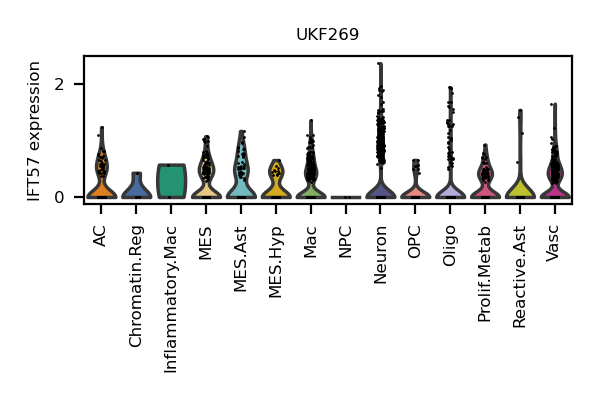 UKF269
IFT57 expression
2
0
AC
Chromatin.Reg
Inflammatory.Mac
MES
MES.Ast
MES.Hyp
Mac
NPC
Neuron
OPC
Oligo
Prolif.Metab
Reactive.Ast
Vasc